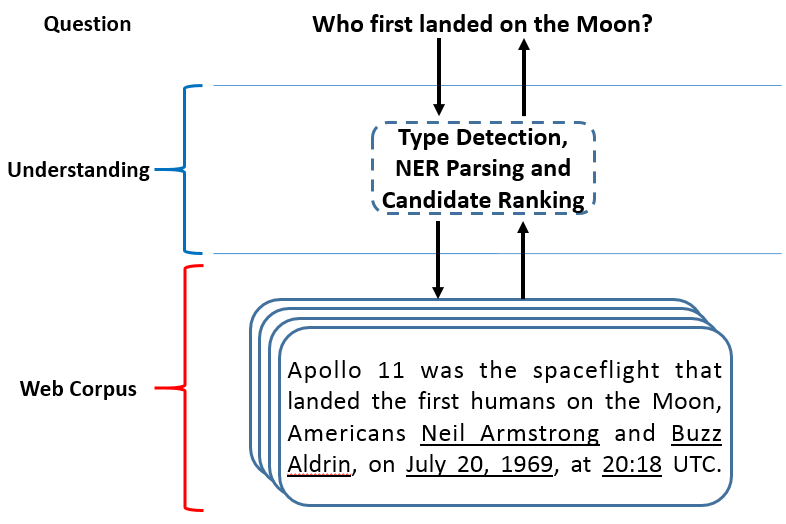 Question
Who first landed on the Moon?
Understanding
Type Detection,
NER Parsing and
Candidate Ranking
Web Corpus
Apollo 11 was the spaceflight that
landed the first humans on the Moon,
Americans Neil Armstrong and Buzz
Aldrin, on July 20, 1969, at 20:18 UTC.